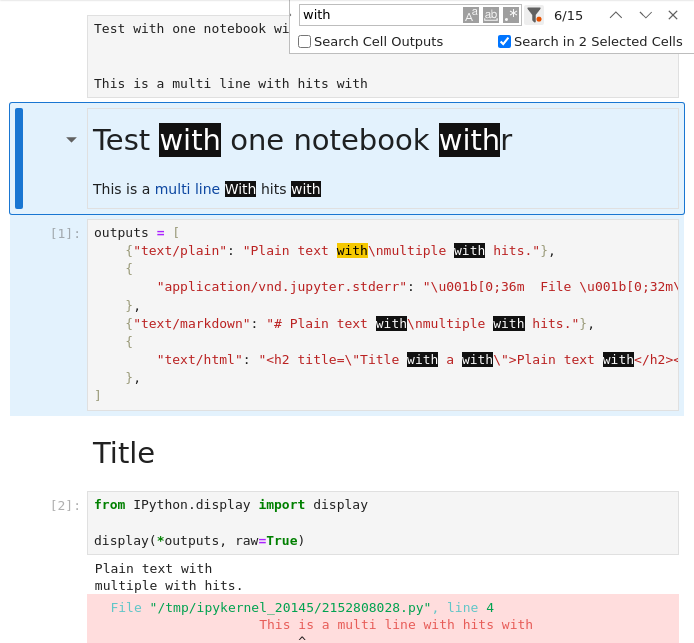 with
6/15
Search Cell Outputs
Search in 2 Selected Cells
Test with one notebook wi
This is a multi line with hits with
Test with one notebook withr
This is a multi line With hits with
[1]:
outputs = [
{"text/plain": "Plain text with\nmultiple with hits."},
{
"application/vnd.jupyter.stderr": "\u001b[0;36m  File \u001b[0;32m\
},
{"text/markdown": "# Plain text with\nmultiple with hits."},
{
"text/html": "<h2 title=\"Title with a with\">Plain text with</h2><
},
]
Title
[2]:
from IPython.display import display
display(*outputs, raw=True)
Plain text with
multiple with hits.
File "/tmp/ipykernel_20145/2152808028.py", line 4
This is a multi line with hits with
^